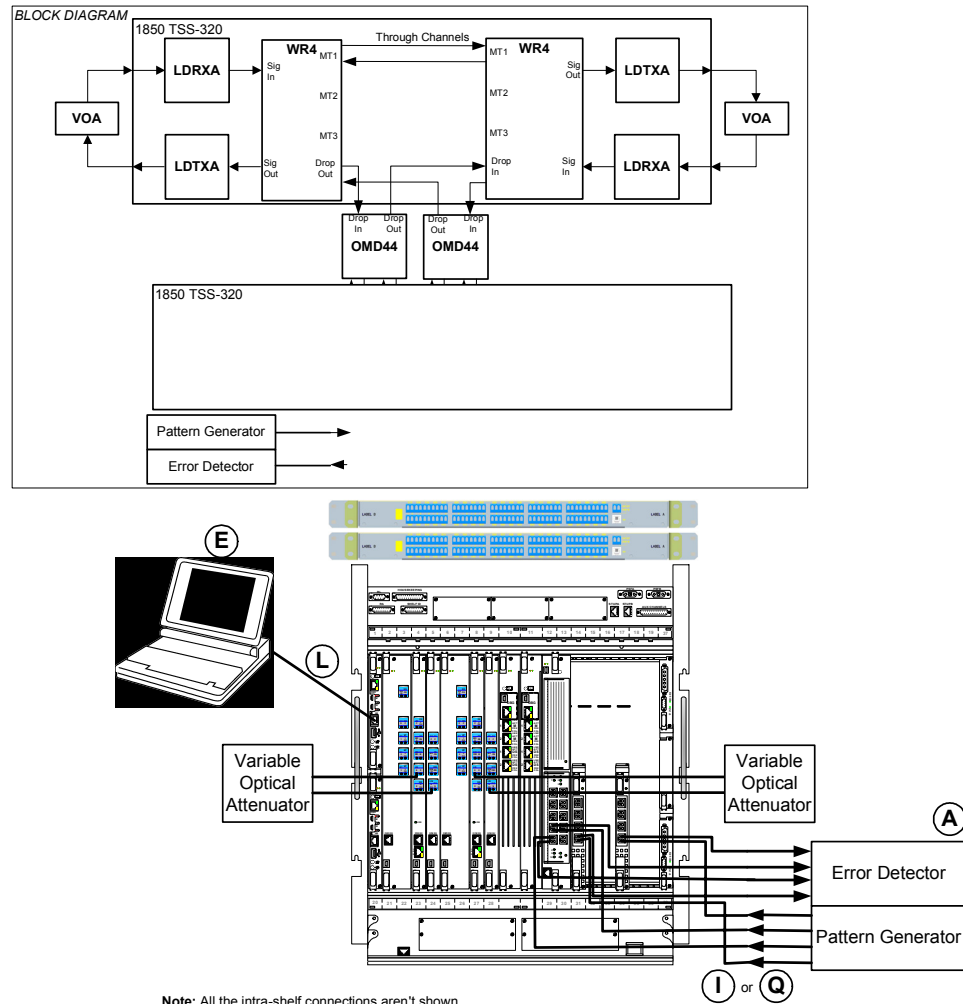 BLOCK DIAGRAM
1850 TSS-320
LDRXA
WR4
Sig
In
MT1
MT2
MT3
Sig
Out
Drop
Out
Through Channels
WR4
MT1
MT2
MT3
Drop
In
Sig
Out
Sig
In
LDTXA
VOA
LDTXA
LDRXA
VOA
Drop
In
Drop
Out
OMD44
Drop
Out
Drop
In
OMD44
1850 TSS-320
Pattern Generator
Error Detector
E
L
Variable
Optical
Attenuator
Variable
Optical
Attenuator
A
Error Detector
Pattern Generator
I or Q
Note: All the intra-shelf connections aren't shown